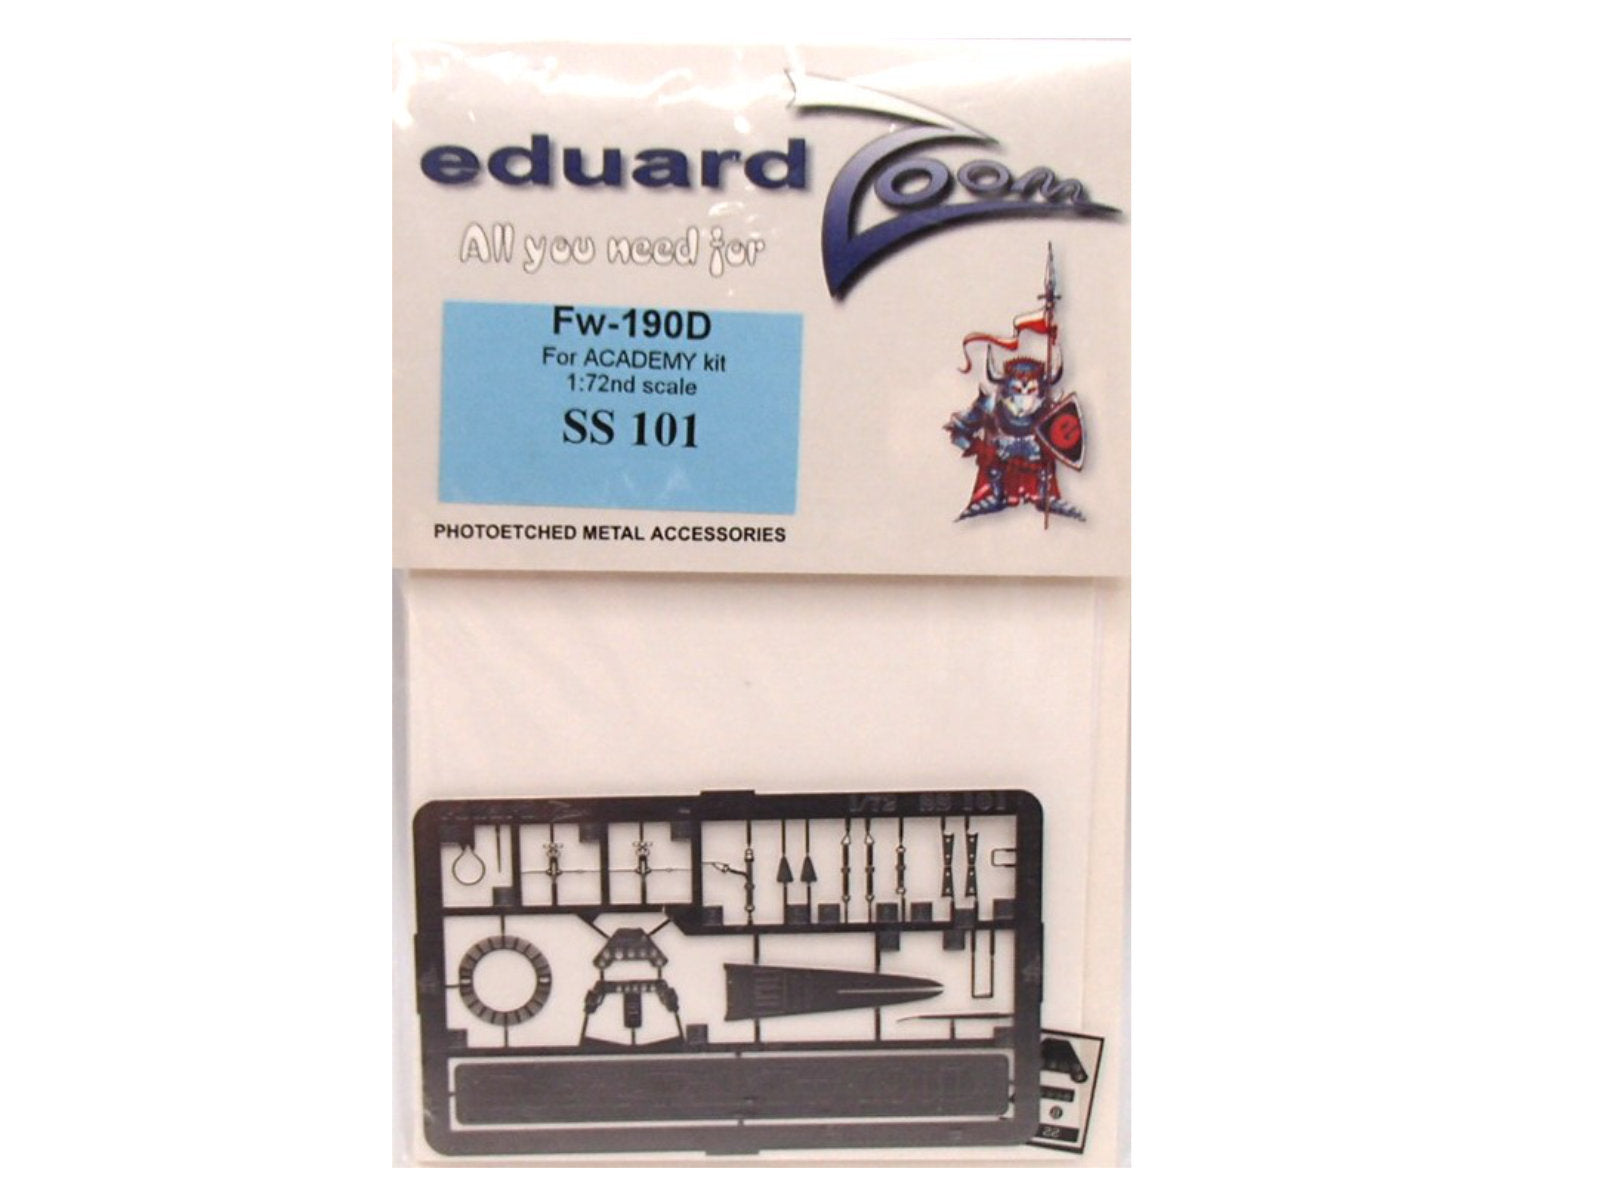 eduard Zoom
All you need for
Fw-190D
For ACADEMY kit
1:72nd scale
SS 101
e
PHOTOETCHED METAL ACCESSORIES
1/72 SS 101